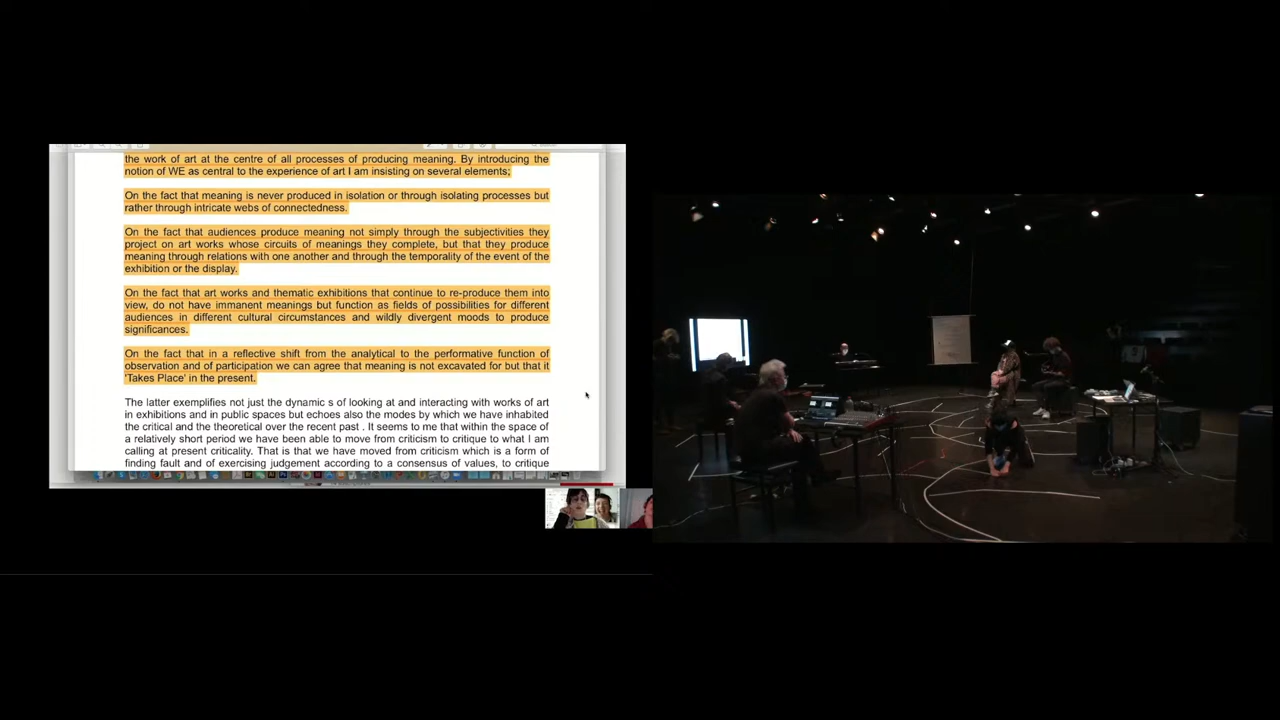 the work of art at the centre of all processes of producing meaning. By introducing the
notion of WE as central to the experience of art I am insisting on several elements;
On the fact that meaning is never produced in isolation or through isolating processes but
rather through intricate webs of connectedness.
On the fact that audiences produce meaning not simply through the subjectivities they
project on art works whose circuits of meanings they complete, but that they produce
meaning through relations with one another and through the temporality of the event of the
exhibition or the display.
On the fact that art works and thematic exhibitions that continue to re-produce them into
view, do not have immanent meanings but function as fields of possibilities for different
audiences in different cultural circumstances and wildly divergent moods to produce
significances.
On the fact that in a reflective shift from the analytical to the performative function of
observation and of participation we can agree that meaning is not excavated for but that it
'Takes Place' in the present.
The latter exemplifies not just the dynamic s of looking at and interacting with works of art
in exhibitions and in public spaces but echoes also the modes by which we have inhabited
the critical and the theoretical over the recent past . It seems to me that within the space of
a relatively short period we have been able to move from criticism to critique to what I am
calling at present criticality. That is that we have moved from criticism which is a form of
finding fault and of exercising judgement according to a consensus of values, to critique